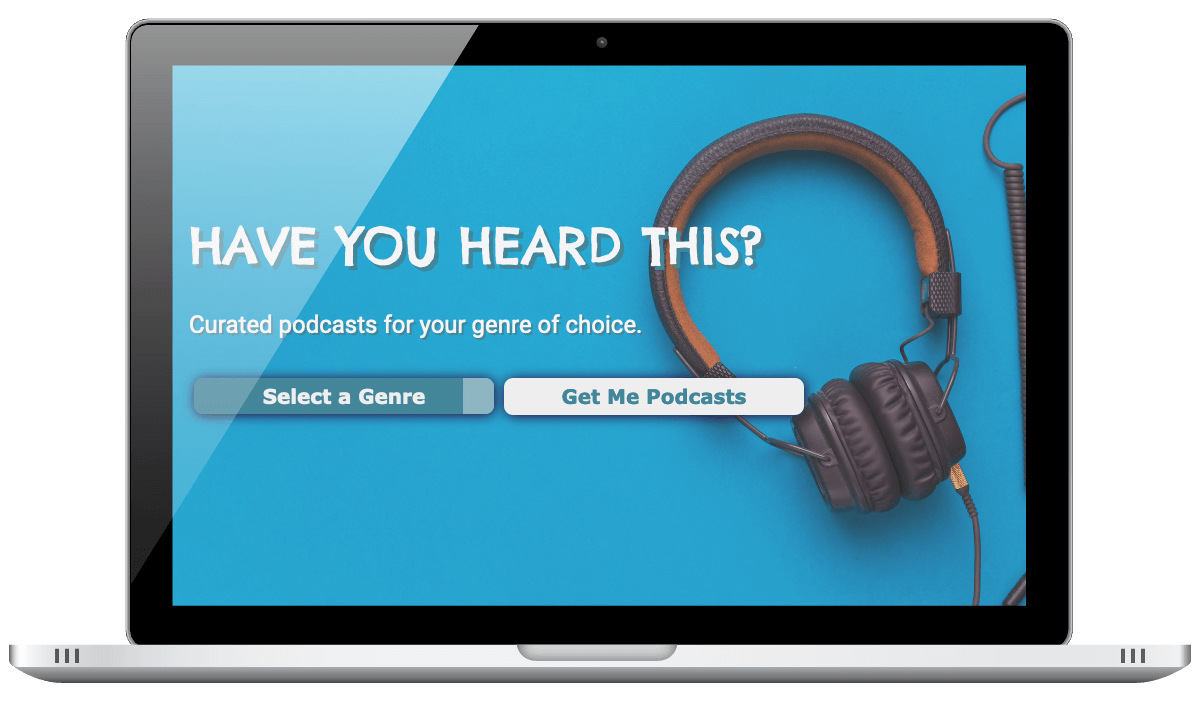 HAVE YOU HEARD THIS?
Curated podcasts for your genre of choice.
Select a Genre
Get Me Podcasts